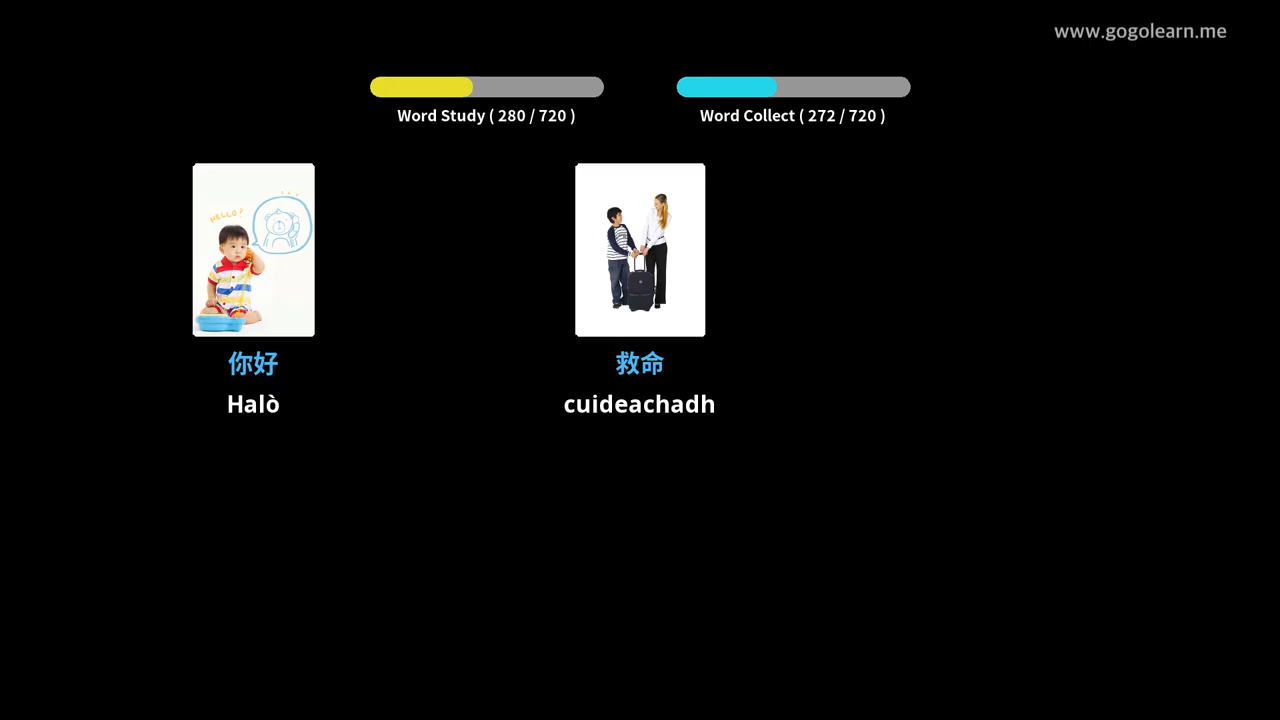 www.gogolearn.me
Word Study ( 280 / 720 )
Word Collect ( 272 / 720 )
HELLO?
你好
救命
Halò
cuideachadh